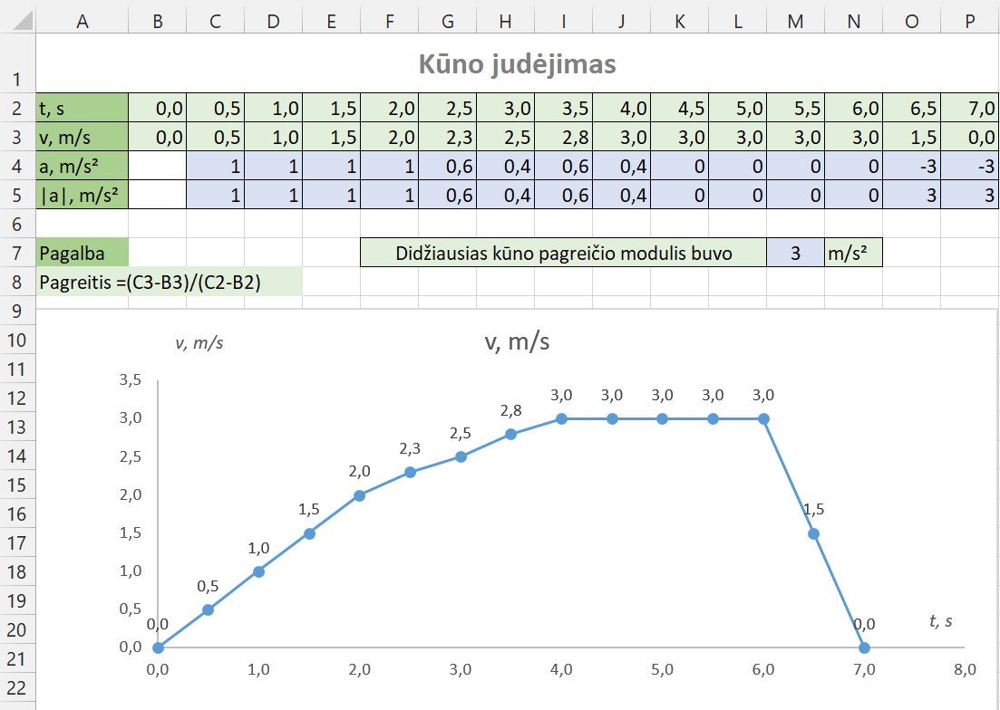 A B C D E F G H I J K L M N O P
1 Kūno judėjimas
2 t, s 0,0 0,5 1,0 1,5 2,0 2,5 3,0 3,5 4,0 4,5 5,0 5,5 6,0 6,5 7,0
3 v, m/s 0,0 0,5 1,0 1,5 2,0 2,3 2,5 2,8 3,0 3,0 3,0 3,0 3,0 1,5 0,0
4 a, m/s² 1 1 1 1 0,6 0,4 0,6 0,4 0 0 0 0 -3 -3
5 |a|, m/s² 1 1 1 1 0,6 0,4 0,6 0,4 0 0 0 0 3 3
6
7 Pagalba Didžiausias kūno pagreičio modulis buvo 3 m/s²
8 Pagreitis =(C3-B3)/(C2-B2)
9
10
11
12
13
14
15
16
17
18
19
20
21
22
v, m/s
v, m/s
3,5
3,0
2,5
2,0
1,5
1,0
0,5
0,0
0,0 0,5 1,0 1,5 2,0 2,3 2,5 2,8 3,0 3,0 3,0 3,0 3,0 1,5 0,0
t, s
0,0 1,0 2,0 3,0 4,0 5,0 6,0 7,0 8,0